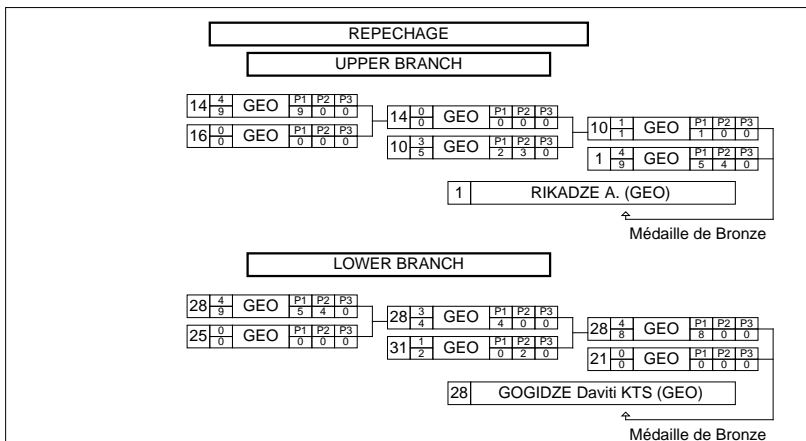 REPECHAGE
UPPER BRANCH
14 4 9 GEO P1 P2 P3 9 0 0
16 0 0 GEO P1 P2 P3 0 0 0
14 0 0 GEO P1 P2 P3 0 0 0
10 3 5 GEO P1 P2 P3 2 3 0
10 1 1 GEO P1 P2 P3 1 0 0
1 4 9 GEO P1 P2 P3 5 4 0
1 RIKADZE A. (GEO)
Médaille de Bronze
LOWER BRANCH
28 4 9 GEO P1 P2 P3 5 4 0
25 0 0 GEO P1 P2 P3 0 0 0
28 3 4 GEO P1 P2 P3 4 0 0
31 1 2 GEO P1 P2 P3 0 2 0
28 4 8 GEO P1 P2 P3 8 0 0
21 0 0 GEO P1 P2 P3 0 0 0
28 GOGIDZE Daviti KTS (GEO)
Médaille de Bronze